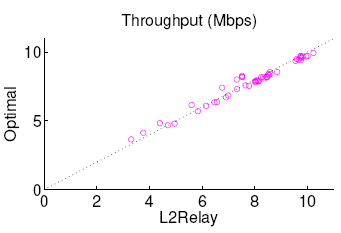 Throughput (Mbps)
10
5
0
Optimal
0 2 4 6 8 10
L2Relay